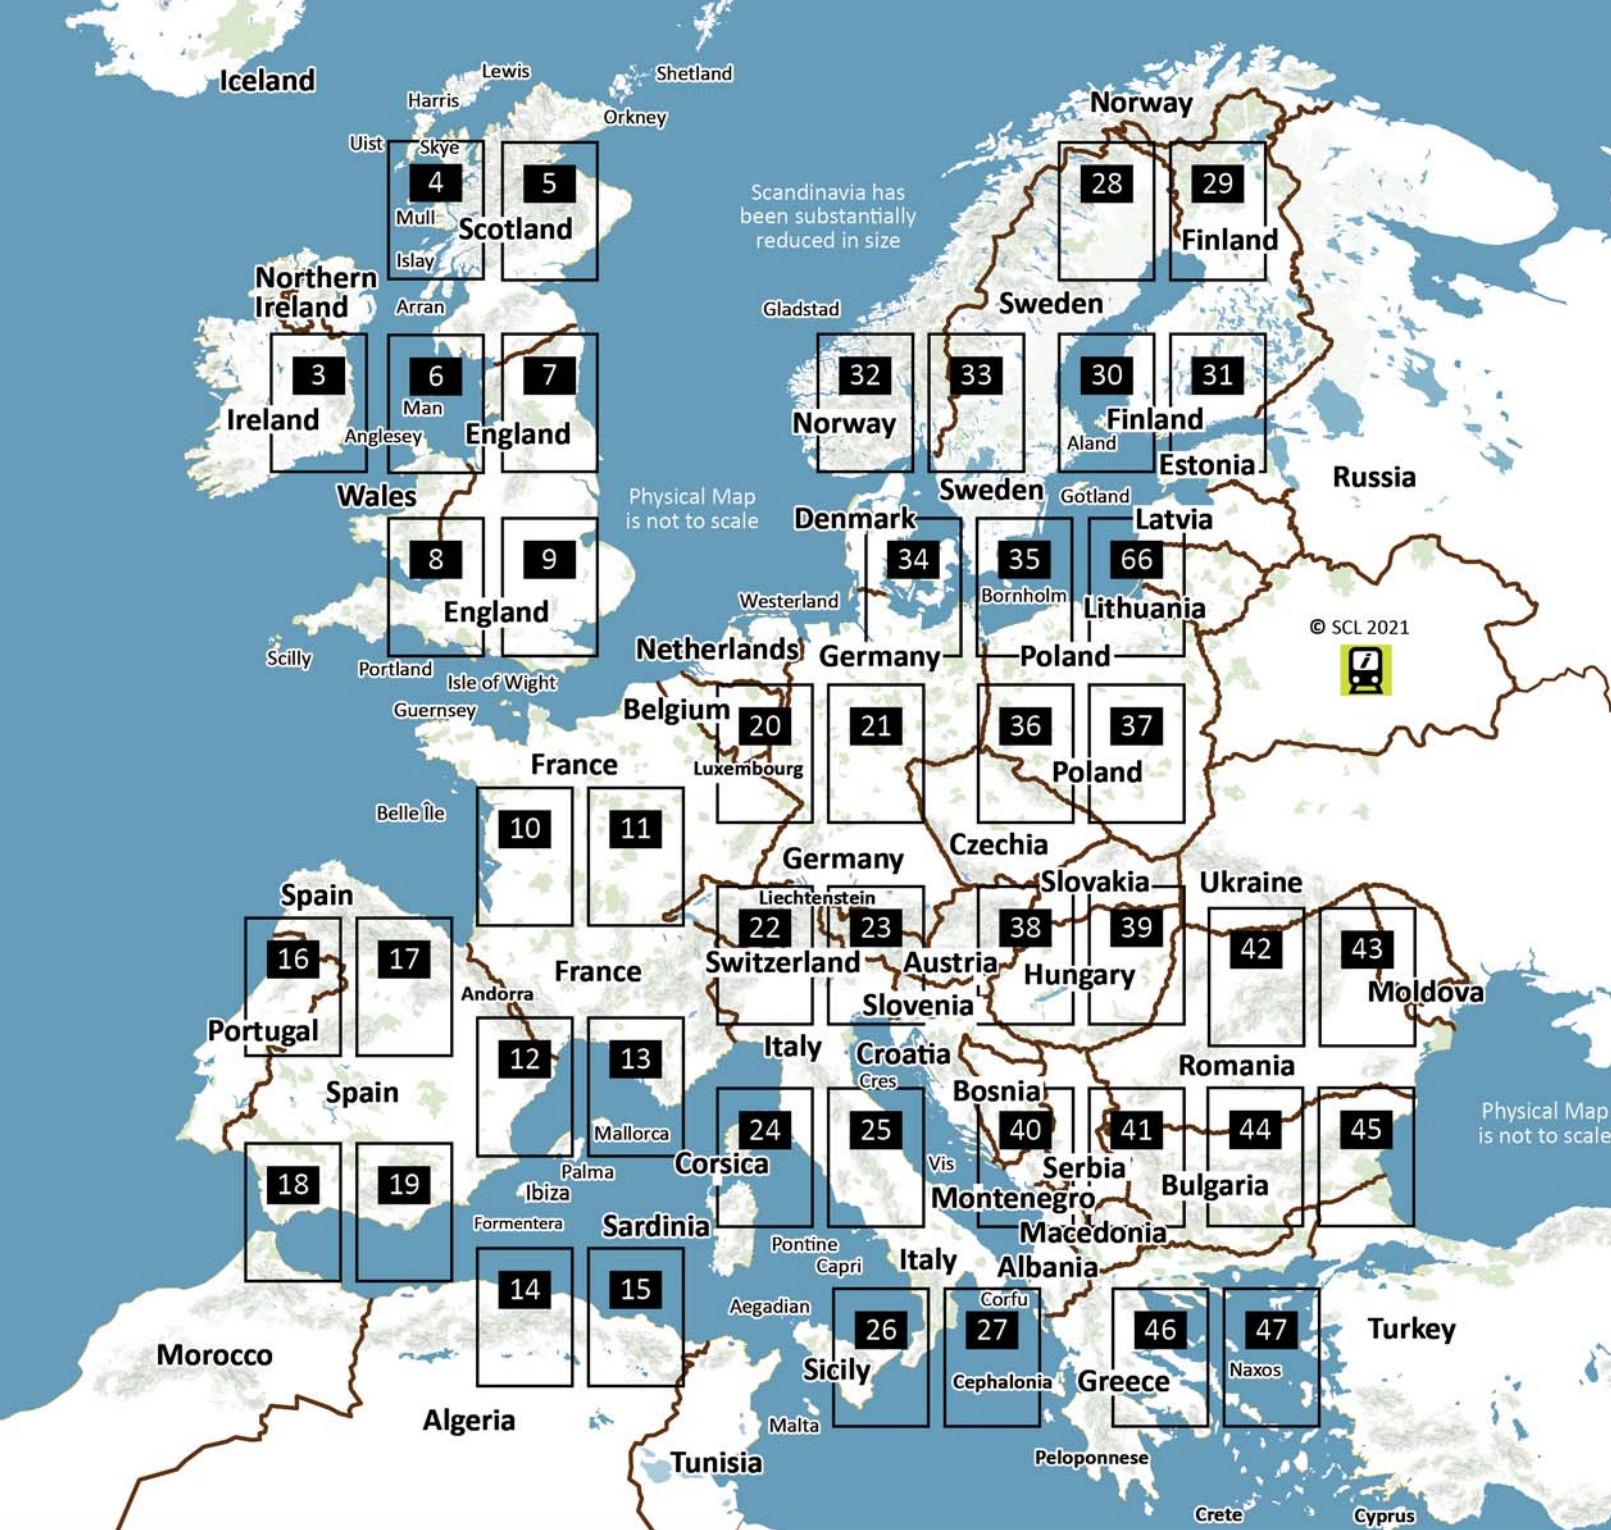 Iceland
Lewis
Shetland
Harris
Orkney
Norway
Uist
Skye
4
5
28
29
Scandinavia has
been substantially
reduced in size
Mull
Scotland
Finland
Islay
Northern
Ireland
Arran
Gladstad
Sweden
3
6
7
32
33
30
31
Man
Ireland
Anglesey
England
Norway
Finland
Aland
Estonia
Russia
Wales
Physical Map
is not to scale
Sweden
Gotland
Denmark
Latvia
8
9
34
35
66
Westerland
Bornholm
Lithuania
England
© SCL 2021
i
Scilly
Portland
Isle of Wight
Netherlands
Germany
Poland
Guernsey
Belgium
20
21
36
37
France
Luxembourg
Poland
Belle Île
10
11
Germany
Czechia
Spain
Slovakia
Ukraine
Liechtenstein
16
17
22
23
38
39
42
43
France
Switzerland
Austria
Hungary
Andorra
Slovenia
Moldova
Portugal
12
13
Italy
Croatia
Romania
Spain
Cres
Bosnia
Mallorca
24
25
40
41
44
45
Physical Map
is not to scale
Corsica
Vis
Serbia
18
19
Palma
Ibiza
Montenegro
Bulgaria
Formentera
Sardinia
Macedonia
Pontine
Capri
Italy
Albania
14
15
Aegadian
Corfu
26
27
46
47
Turkey
Morocco
Sicily
Cephalonia
Greece
Naxos
Algeria
Malta
Tunisia
Peloponnese
Crete
Cyprus